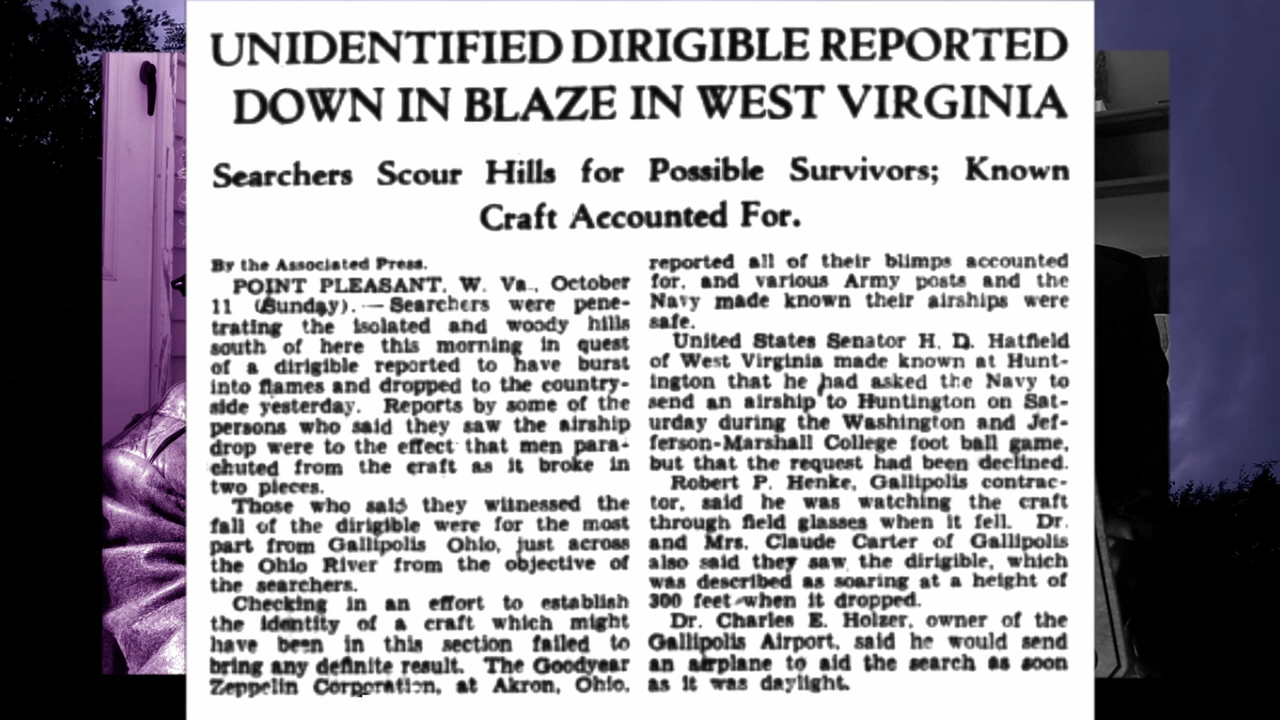 UNIDENTIFIED DIRIGIBLE REPORTED
DOWN IN BLAZE IN WEST VIRGINIA
Searchers Scour Hills for Possible Survivors; Known
Craft Accounted For.
By the Associated Press.
POINT PLEASANT, W. Va., October
11 (Sunday). — Searchers were pene-
trating the isolated and woody hills
south of here this morning in quest
of a dirigible reported to have burst
into flames and dropped to the country-
side yesterday. Reports by some of the
persons who said they saw the airship
drop were to the effect that men para-
chuted from the craft as it broke in
two pieces.
Those who said they witnessed the
fall of the dirigible were for the most
part from Gallipolis Ohio, just across
the Ohio River from the objective of
the searchers.
Checking in an effort to establish
the identity of a craft which might
have been in this section failed to
bring any definite result. The Goodyear
Zeppelin Corporation, at Akron, Ohio,
reported all of their blimps accounted
for, and various Army posts and the
Navy made known their airships were
safe.
United States Senator H. D. Hatfield
of West Virginia made known at Hunt-
ington that he had asked the Navy to
send an airship to Huntington on Sat-
urday during the Washington and Jef-
ferson-Marshall College foot ball game,
but that the request had been declined.
Robert P. Henke, Gallipolis contrac-
tor, said he was watching the craft
through field glasses when it fell. Dr.
and Mrs. Claude Carter of Gallipolis
also said they saw the dirigible, which
was described as soaring at a height of
300 feet when it dropped.
Dr. Charles E. Holzer, owner of the
Gallipolis Airport, said he would send
an airplane to aid the search as soon
as it was daylight.